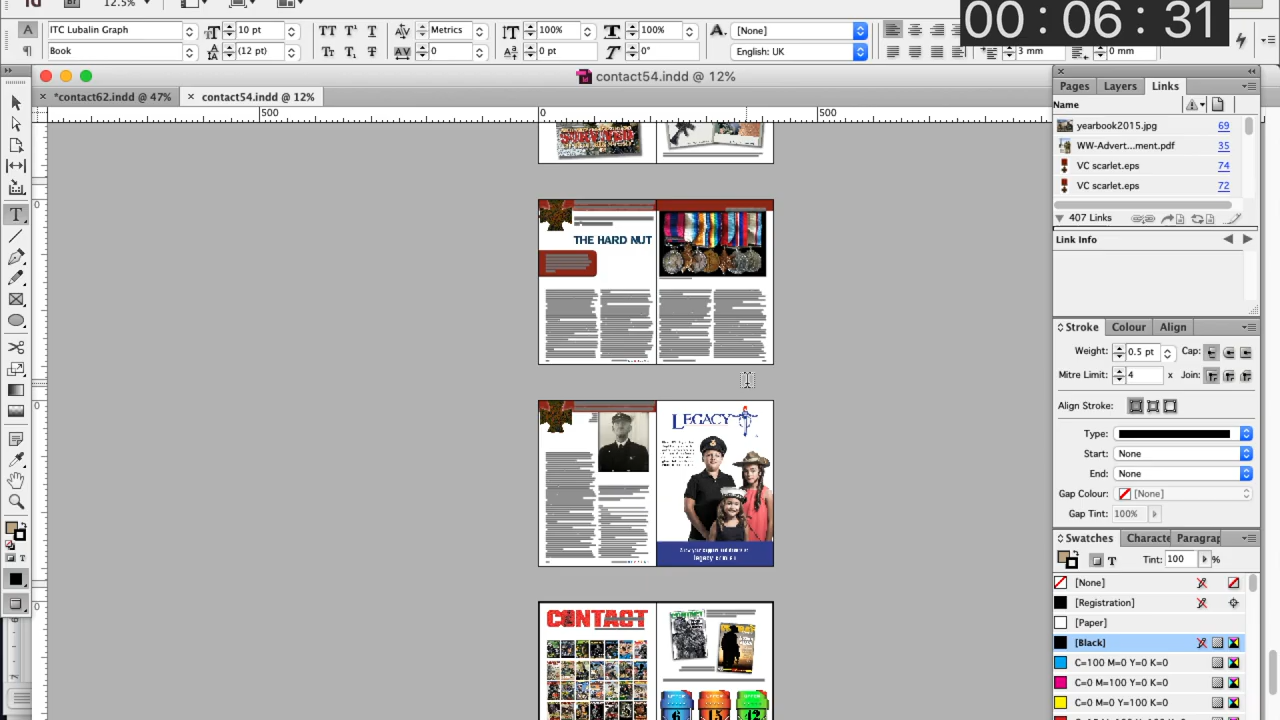 12.5%
00:06:31
A
ITC Lubalin Graph
10 pt
Metrics
100%
100%
[None]
Book
(12 pt)
0
0 pt
0°
English: UK
3 mm
0 mm
contact54.indd @ 12%
*contact62.indd @ 47%
contact54.indd @ 12%
500
0
500
Pages
Layers
Links
Name
yearbook2015.jpg
69
WW-Advert...ment.pdf
35
VC scarlet.eps
74
VC scarlet.eps
72
407 Links
Link Info
THE HARD NUT
LEGACY
CONTACT
6
15
12
Stroke
Colour
Align
Weight:
0.5 pt
Cap:
Mitre Limit:
4
x
Join:
Align Stroke:
Type:
Start:
None
End:
None
Gap Colour:
[None]
Gap Tint:
100%
Swatches
Characte
Paragrap
Tint:
100
%
[None]
[Registration]
[Paper]
[Black]
C=100 M=0 Y=0 K=0
C=0 M=100 Y=0 K=0
C=0 M=0 Y=100 K=0